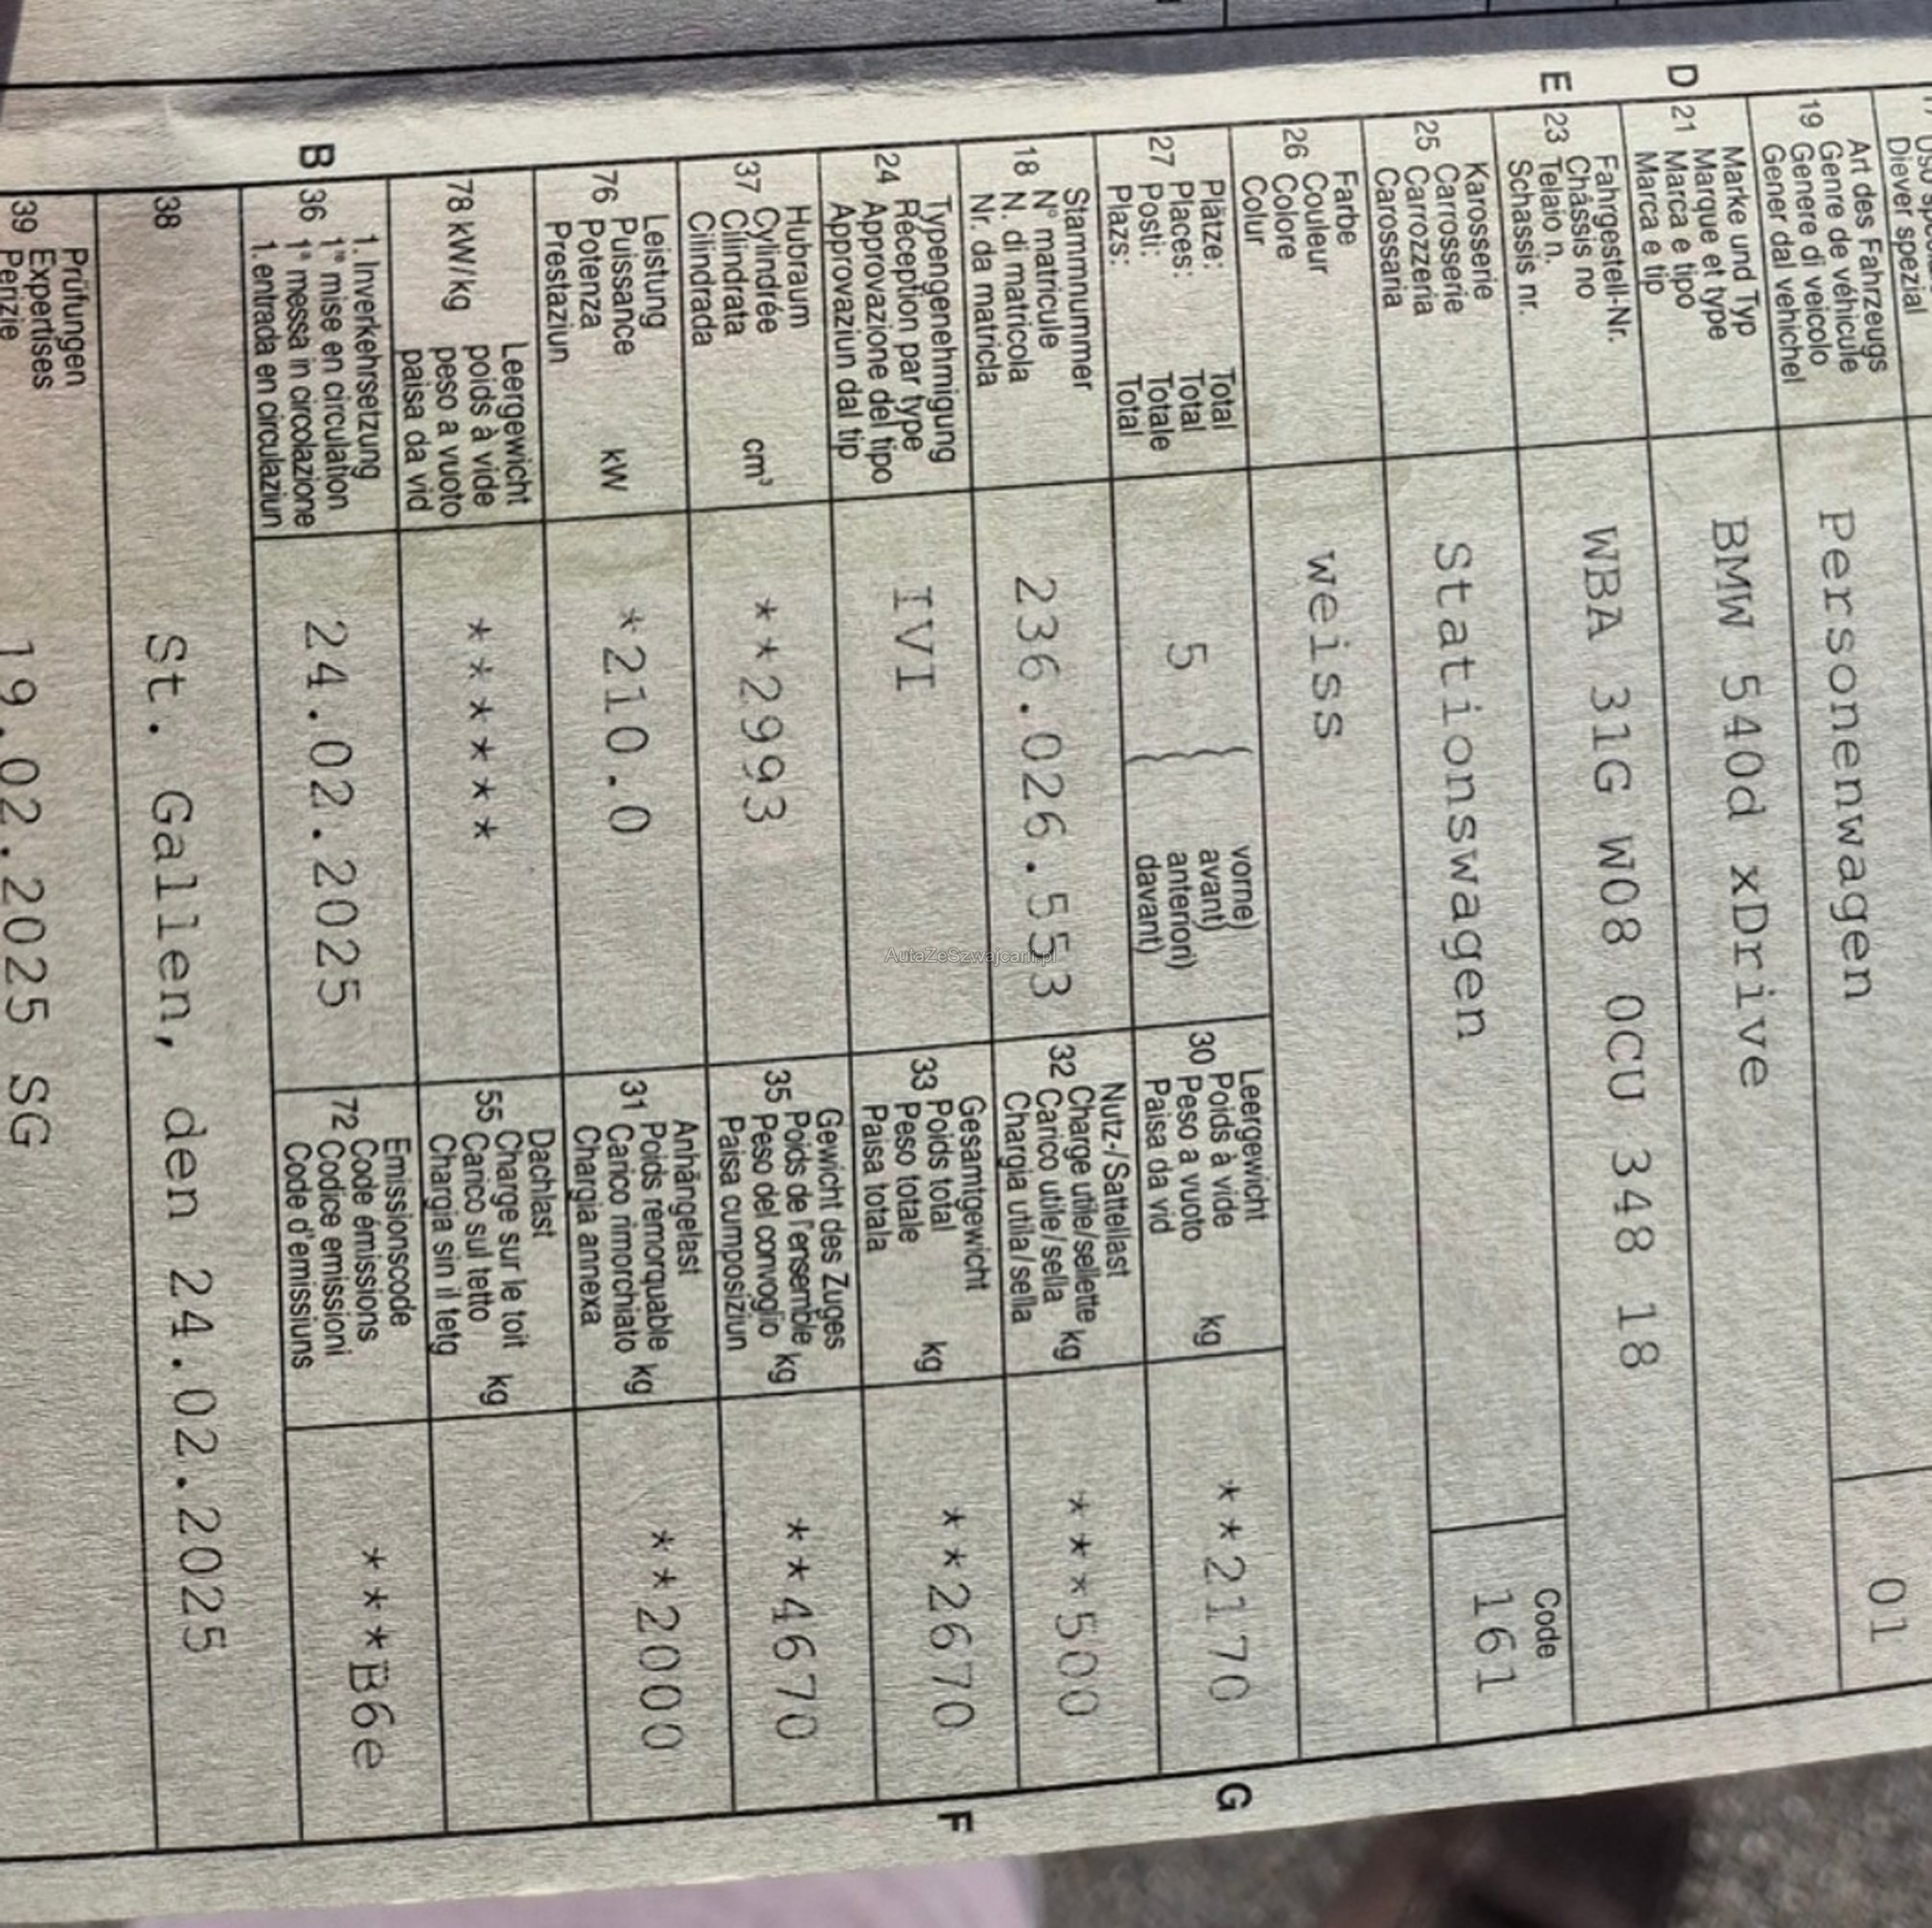 Diever spezial
Art des Fahrzeugs
Genre de véhicule
19 Genere di veicolo
Gener dal vehichel
Personenwagen
01
Marke und Typ
Marque et type
D 21 Marca e tipo
Marca e tip
BMW 540d xDrive
Fahrgestell-Nr.
Châssis no
E 23 Telaio n.
Schassis nr.
WBA 31G W08 0CU 348 18
Karosserie
Carrosserie
25 Carrozzeria
Carossaria
Stationswagen
Code
161
Farbe
Couleur
26 Colore
Colur
weiss
Plätze: Total
Places: Total
27 Posti: Totale
Plazs: Total
5
vorne)
avant)
anteriori)
davant)
Leergewicht
Poids à vide
30 Peso a vuoto kg
Paisa da vid
**2170
G
Stammnummer
N° matricule
18 N. di matricola
Nr. da matricla
236.026.553
Nutz-/Sattellast
Charge utile/sellette
32 Carico utile/sella kg
Chargia utila/sella
***500
Typengenehmigung
Réception par type
24 Approvazione del tipo
Approvaziun dal tip
IVI
Gesamtgewicht
Poids total
33 Peso totale kg
Paisa totala
**2670
F
Hubraum
Cylindrée
37 Cilindrata cm³
Cilindrada
**2993
Gewicht des Zuges
Poids de l'ensemble
35 Peso del convoglio kg
Paisa cumposiziun
**4670
Leistung
Puissance
76 Potenza kW
Prestaziun
*210.0
Anhängelast
Poids remorquable
31 Carico rimorchiato kg
Chargia annexa
**2000
Leergewicht
poids à vide
78 kW/kg peso a vuoto
paisa da vid
******
Dachlast
Charge sur le toit
55 Carico sul tetto kg
Chargia sin il tetg
1. Inverkehrsetzung
1re mise en circulation
B 36 1a messa in circolazione
1. entrada en circulaziun
24.02.2025
Emissionscode
Code émissions
72 Codice emissioni
Code d'emissiuns
***B6e
38
St. Gallen, den 24.02.2025
Prüfungen
Expertises
39 Perizie
19.02.2025 SG
AutaZeSzwajcarii.pl